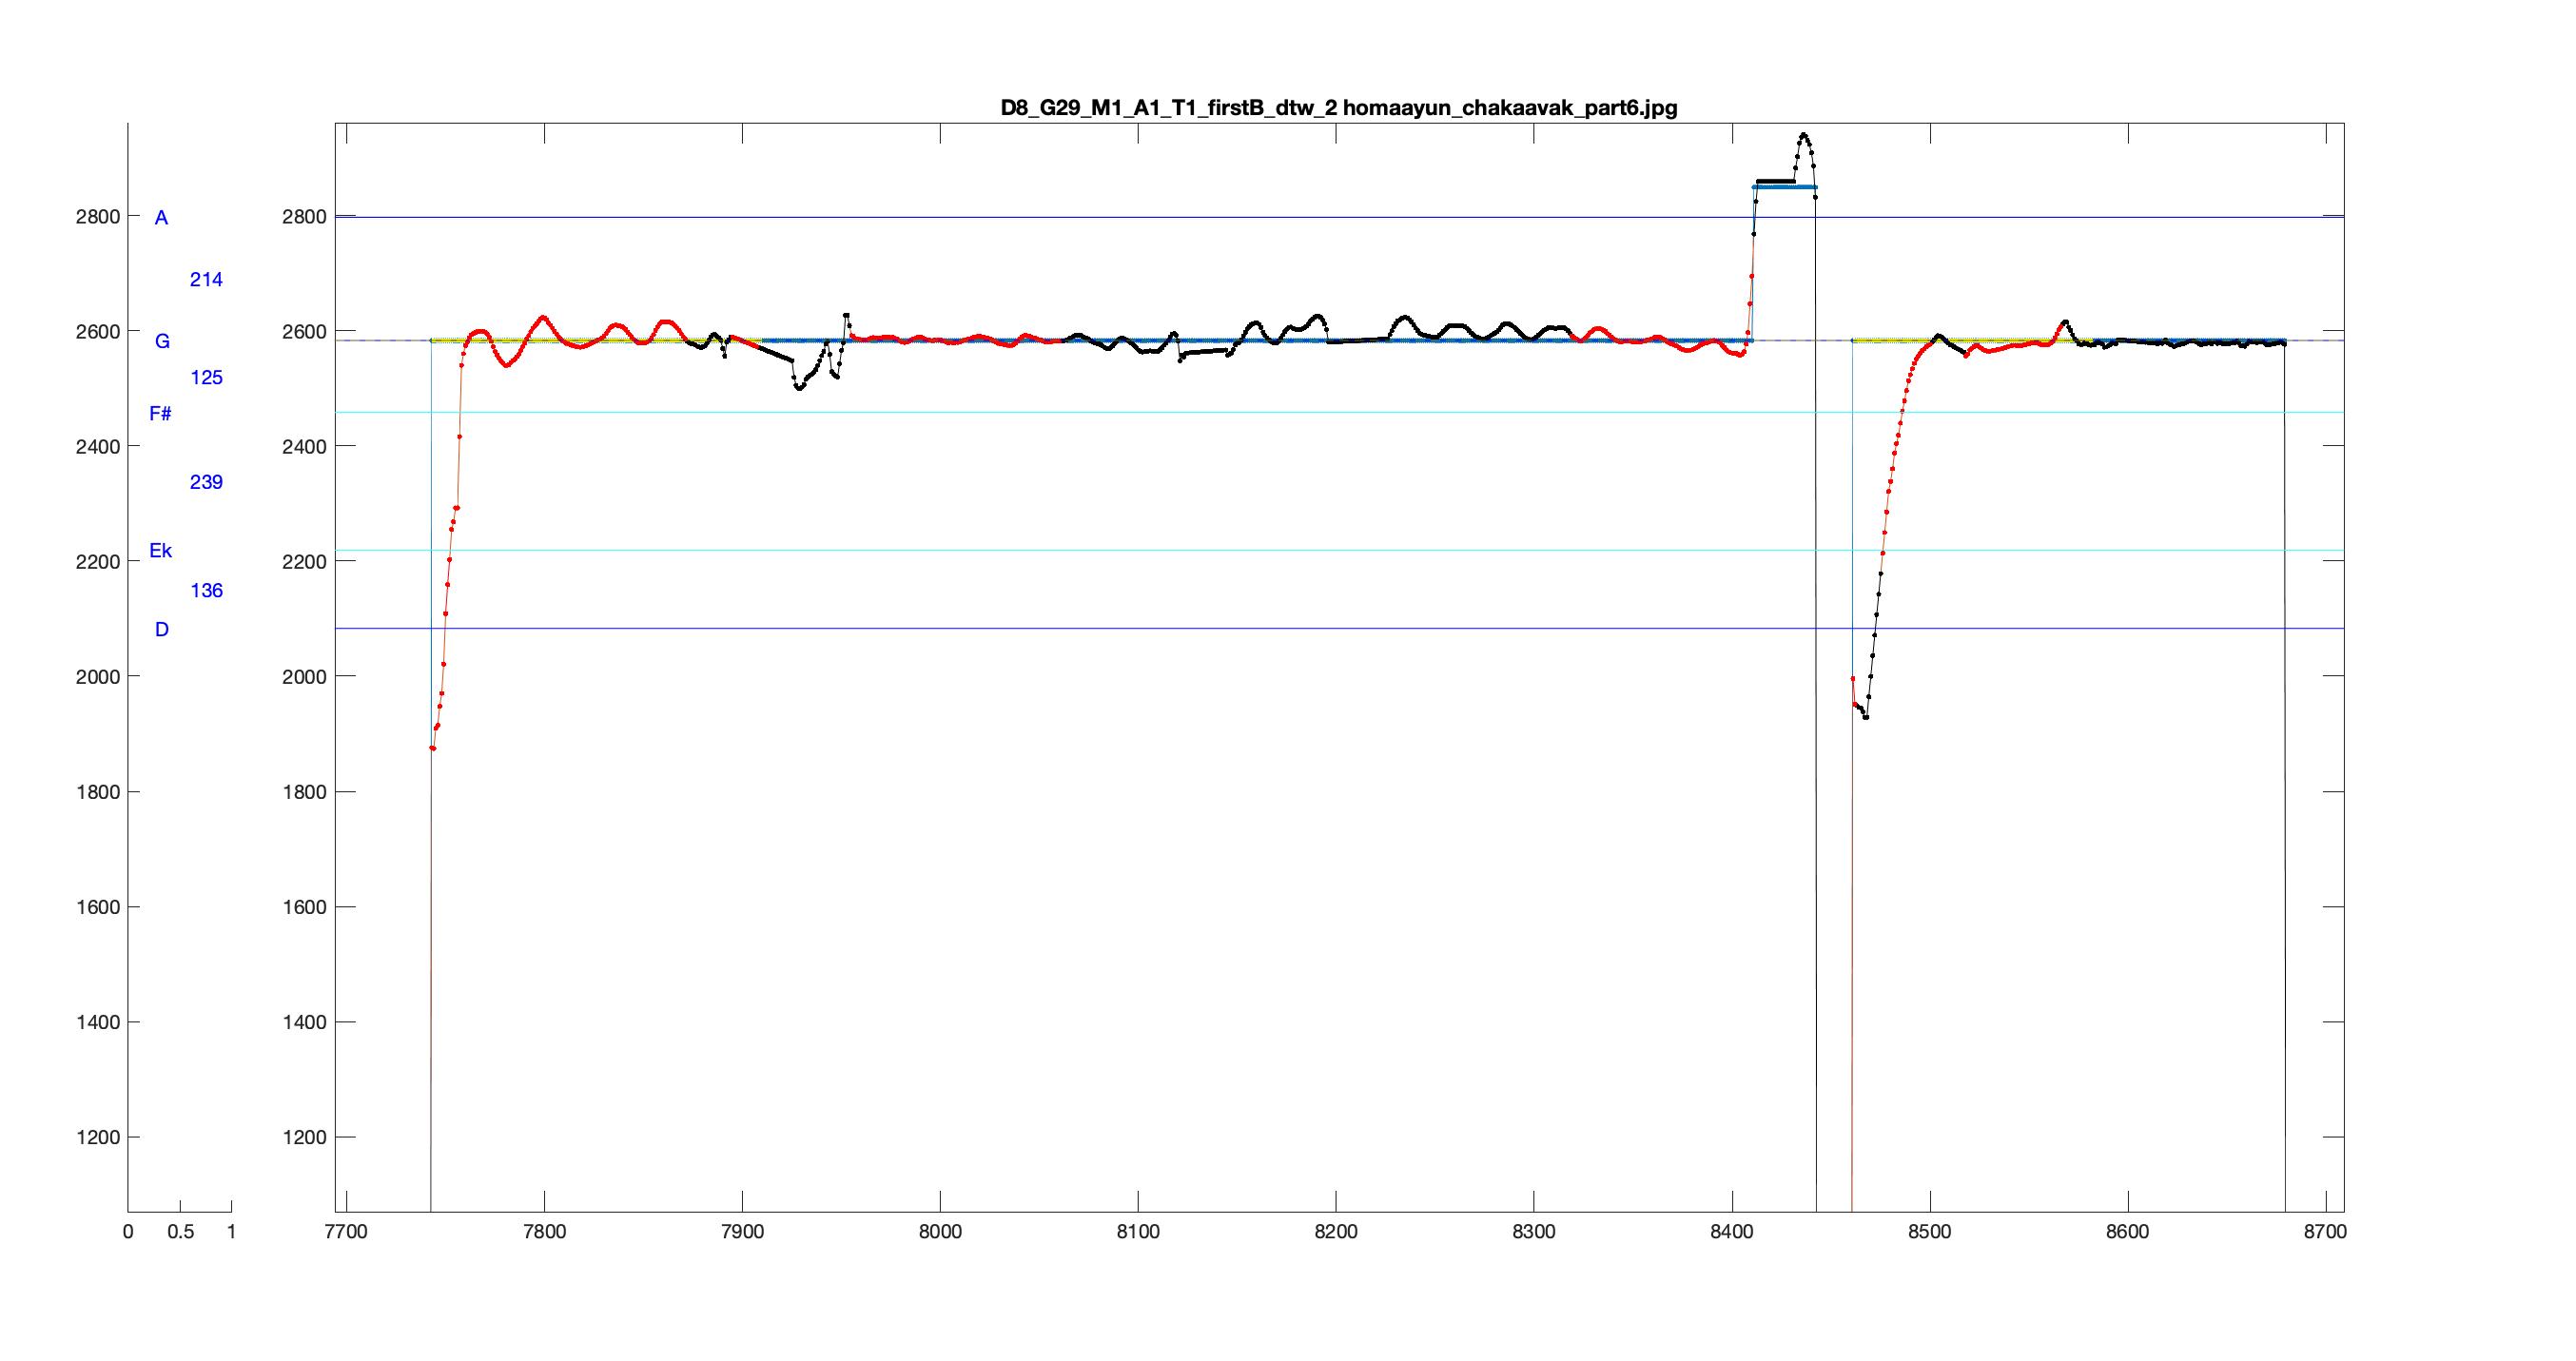 D8_G29_M1_A1_T1_firstB_dtw_2 homaayun_chakaavak_part6.jpg
2800 A 2800
214
2600 G 2600
125
F#
2400 2400
239
Ek
2200 2200
136
D
2000 2000
1800 1800
1600 1600
1400 1400
1200 1200
0 0.5 1 7700 7800 7900 8000 8100 8200 8300 8400 8500 8600 8700